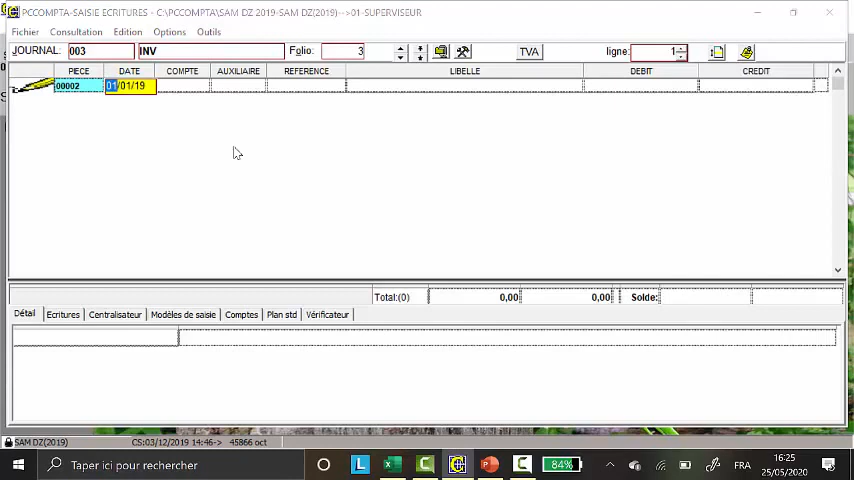 PCCOMPTA-SAISIE ECRITURES - C:\PCCOMPTA\SAM DZ 2019-SAM DZ(2019)-->01-SUPERVISEUR
Fichier Consultation Edition Options Outils
JOURNAL: 003 INV Folio: 3 TVA ligne: 1
PIECE DATE COMPTE AUXILIAIRE REFERENCE LIBELLE DEBIT CREDIT
00002 01/01/19
Total:(0) 0,00 0,00 Solde:
Détail Ecritures Centralisateur Modèles de saisie Comptes Plan std Vérificateur
SAM DZ(2019) CS:03/12/2019 14:46-> 45866 oct
Taper ici pour rechercher L 84% FRA 16:25
25/05/2020